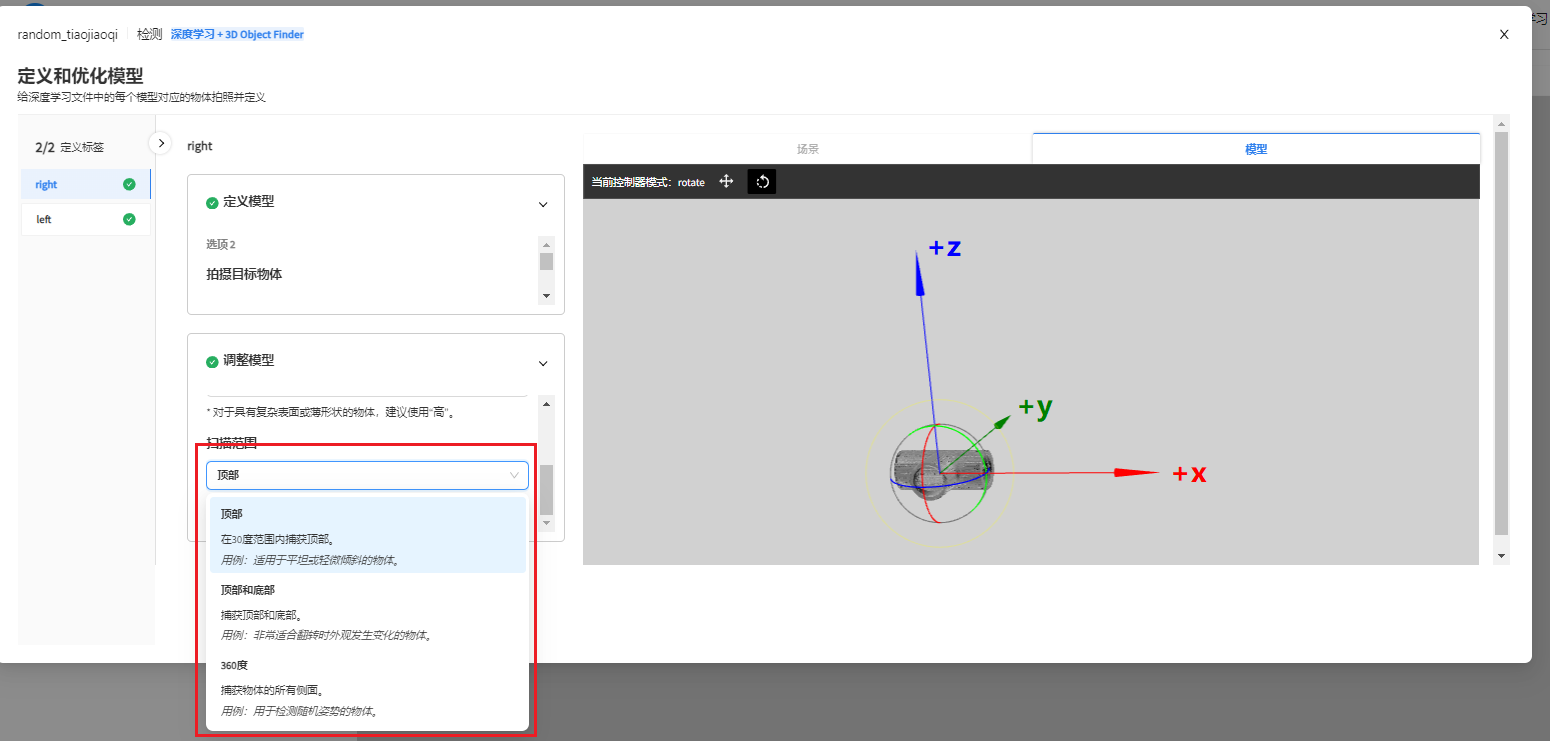 random_tiaojiaoqi 检测 深度学习 + 3D Object Finder
学习
定义和优化模型
给深度学习文件中的每个模型对应的物体拍照并定义
2/2 定义标签
right
left
right
定义模型
选项 2
拍摄目标物体
调整模型
* 对于具有复杂表面或薄形状的物体，建议使用“高”。
扫描范围
顶部
顶部
在30度范围内捕获顶部。
用例：适用于平坦或轻微倾斜的物体。
顶部和底部
捕获顶部和底部。
用例：非常适合翻转时外观发生变化的物体。
360度
捕获物体的所有侧面。
用例：用于检测随机姿势的物体。
场景
模型
当前控制器模式：rotate
+z
+y
+x